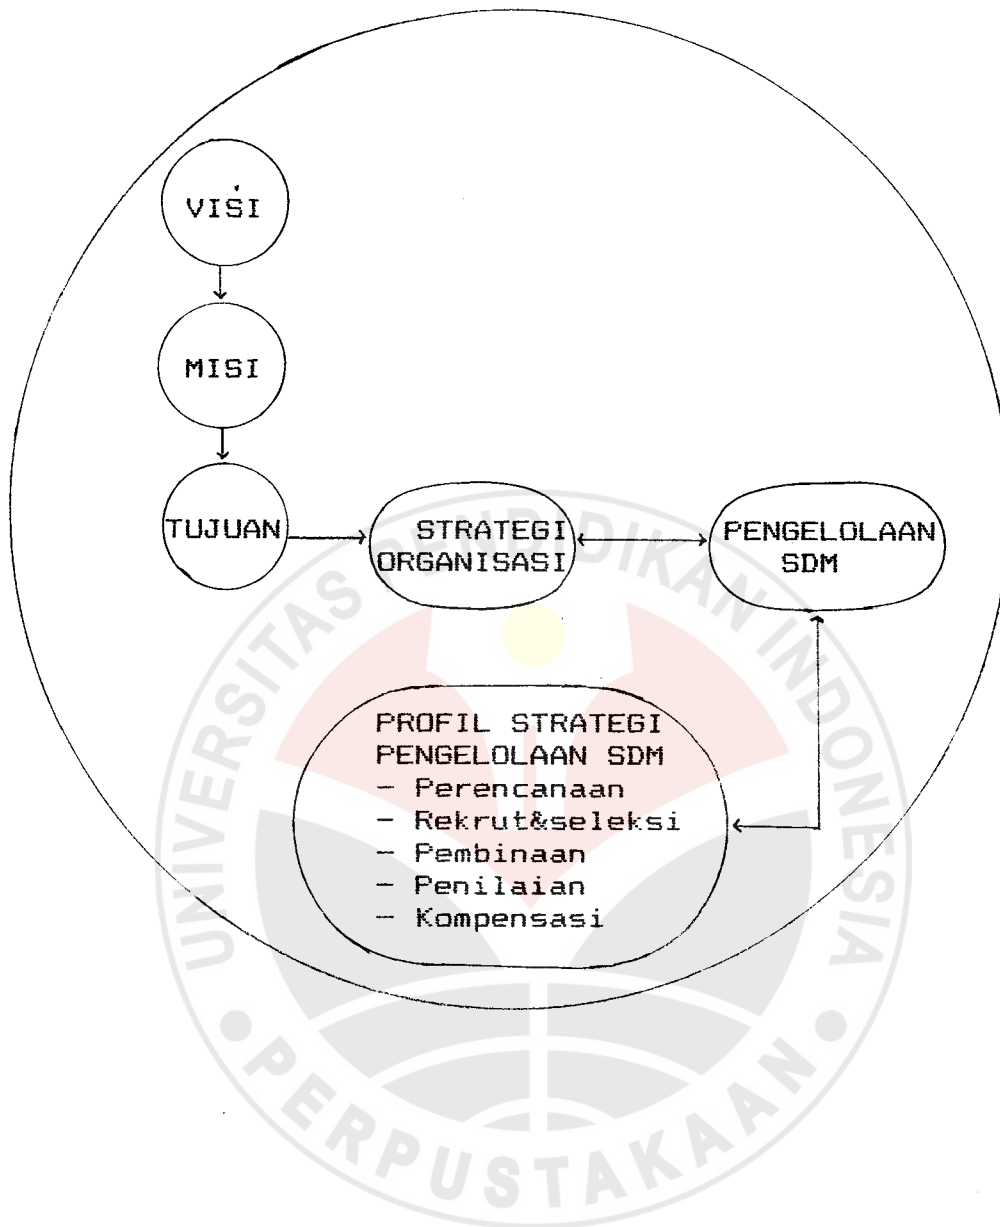 VISI
MISI
TUJUAN
STRATEGI
ORGANISASI
PENGELOLAAN
SDM
PROFIL STRATEGI
PENGELOLAAN SDM
- Perencanaan
- Rekrut&seleksi
- Pembinaan
- Penilaian
- Kompensasi
UNIVERSITAS PENDIDIKAN INDONESIA
PERPUSTAKAAN